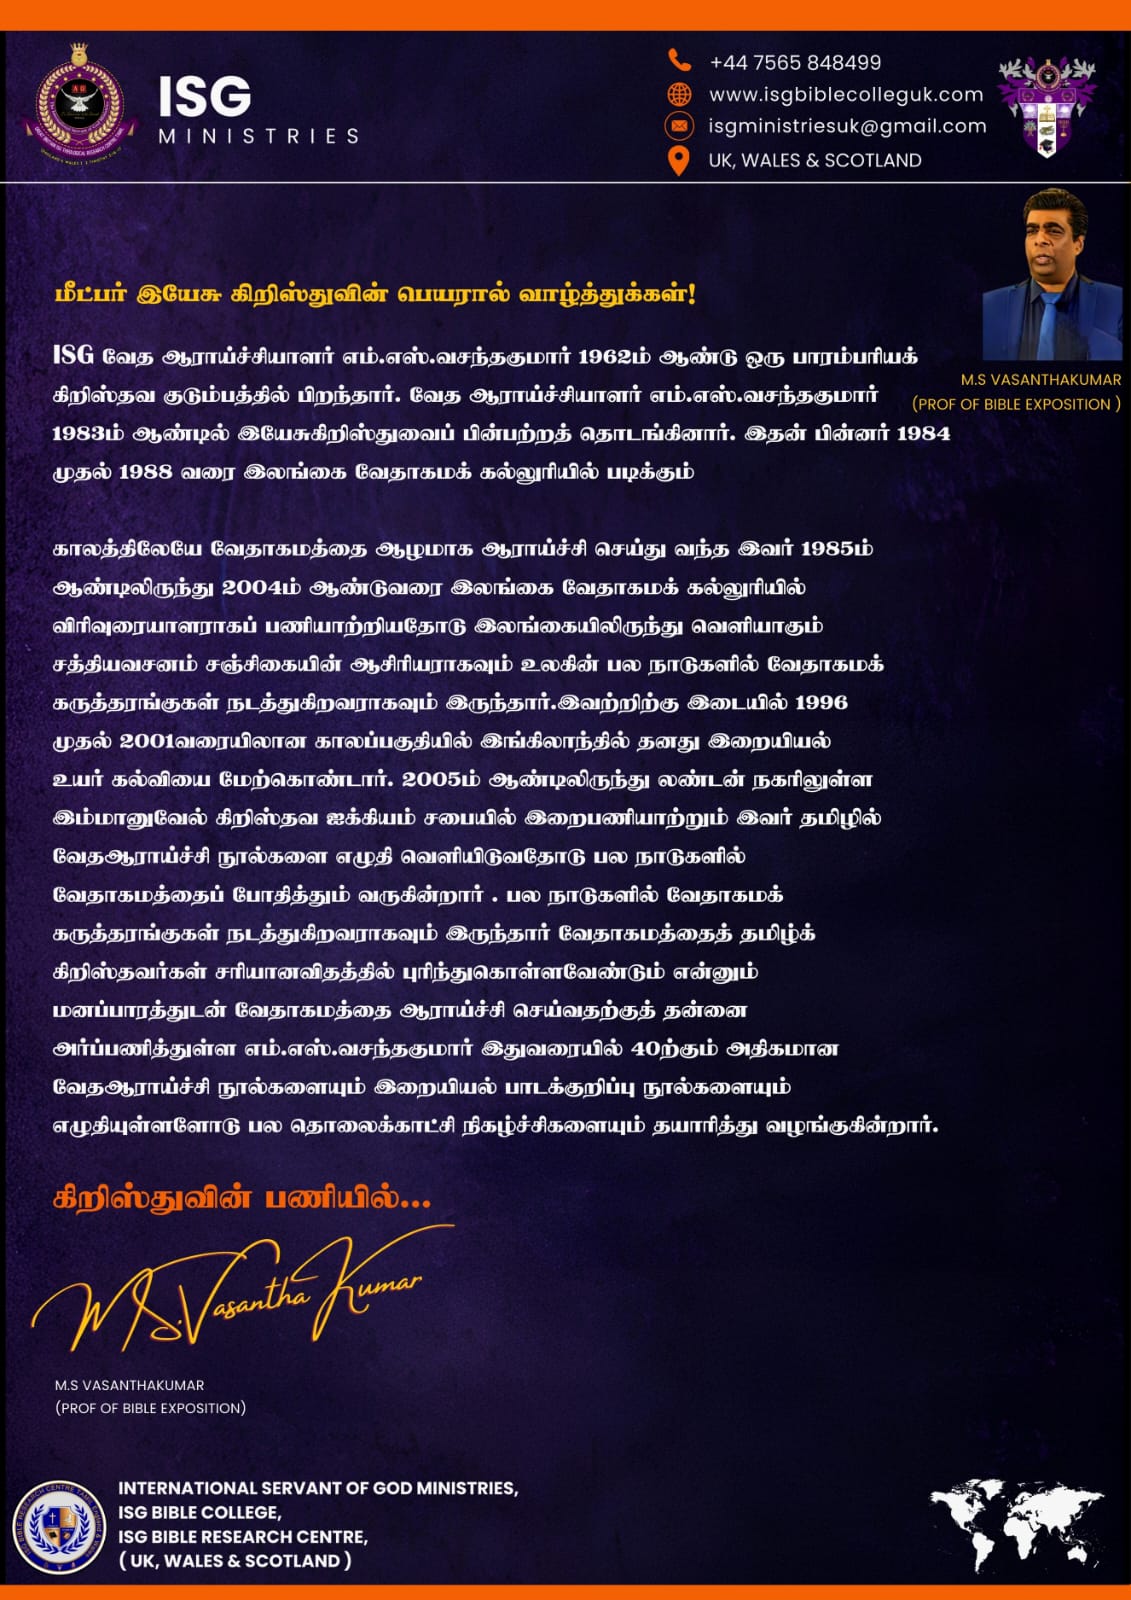 ISG
MINISTRIES
+44 7565 848499
www.isgbiblecolleguk.com
isgministriesuk@gmail.com
UK, WALES & SCOTLAND
மீட்பர் இயேசு கிறிஸ்துவின் பெயரால் வாழ்த்துக்கள்!
M.S VASANTHAKUMAR
(PROF OF BIBLE EXPOSITION )
ISG வேத ஆராய்ச்சியாளர் எம்.எஸ்.வசந்தகுமார் 1962ம் ஆண்டு ஒரு பாரம்பரியக்
கிறிஸ்தவ குடும்பத்தில் பிறந்தார். வேத ஆராய்ச்சியாளர் எம்.எஸ்.வசந்தகுமார்
1983ம் ஆண்டில் இயேசுகிறிஸ்துவைப் பின்பற்றத் தொடங்கினார். இதன் பின்னர் 1984
முதல் 1988 வரை இலங்கை வேதாகமக் கல்லூரியில் படிக்கும்
காலத்திலேயே வேதாகமத்தை ஆழமாக ஆராய்ச்சி செய்து வந்த இவர் 1985ம்
ஆண்டிலிருந்து 2004ம் ஆண்டுவரை இலங்கை வேதாகமக் கல்லூரியில்
விரிவுரையாளராகப் பணியாற்றியதோடு இலங்கையிலிருந்து வெளியாகும்
சத்தியவசனம் சஞ்சிகையின் ஆசிரியராகவும் உலகின் பல நாடுகளில் வேதாகமக்
கருத்தரங்குகள் நடத்துகிறவராகவும் இருந்தார்.இவற்றிற்கு இடையில் 1996
முதல் 2001வரையிலான காலப்பகுதியில் இங்கிலாந்தில் தனது இறையியல்
உயர் கல்வியை மேற்கொண்டார். 2005ம் ஆண்டிலிருந்து லண்டன் நகரிலுள்ள
இம்மானுவேல் கிறிஸ்தவ ஐக்கியம் சபையில் இறைபணியாற்றும் இவர் தமிழில்
வேதஆராய்ச்சி நூல்களை எழுதி வெளியிடுவதோடு பல நாடுகளில்
வேதாகமத்தைப் போதித்தும் வருகின்றார் . பல நாடுகளில் வேதாகமக்
கருத்தரங்குகள் நடத்துகிறவராகவும் இருந்தார் வேதாகமத்தைத் தமிழ்க்
கிறிஸ்தவர்கள் சரியானவிதத்தில் புரிந்துகொள்ளவேண்டும் என்னும்
மனப்பாரத்துடன் வேதாகமத்தை ஆராய்ச்சி செய்வதற்குத் தன்னை
அர்ப்பணித்துள்ள எம்.எஸ்.வசந்தகுமார் இதுவரையில் 40ற்கும் அதிகமான
வேதஆராய்ச்சி நூல்களையும் இறையியல் பாடக்குறிப்பு நூல்களையும்
எழுதியுள்ளளோடு பல தொலைக்காட்சி நிகழ்ச்சிகளையும் தயாரித்து வழங்குகின்றார்.
கிறிஸ்துவின் பணியில்...
M.S.Vasantha Kumar
M.S VASANTHAKUMAR
(PROF OF BIBLE EXPOSITION)
INTERNATIONAL SERVANT OF GOD MINISTRIES,
ISG BIBLE COLLEGE,
ISG BIBLE RESEARCH CENTRE,
( UK, WALES & SCOTLAND )